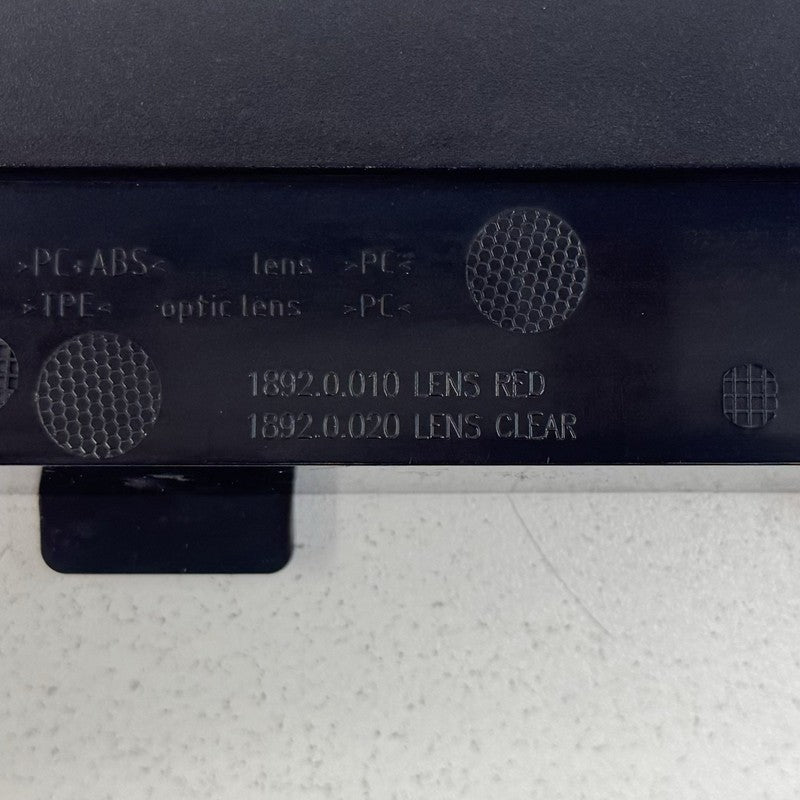 >PC+ABS< lens >PC<
>TPE< optic lens >PC<
1892.0.010 LENS RED
1892.0.020 LENS CLEAR